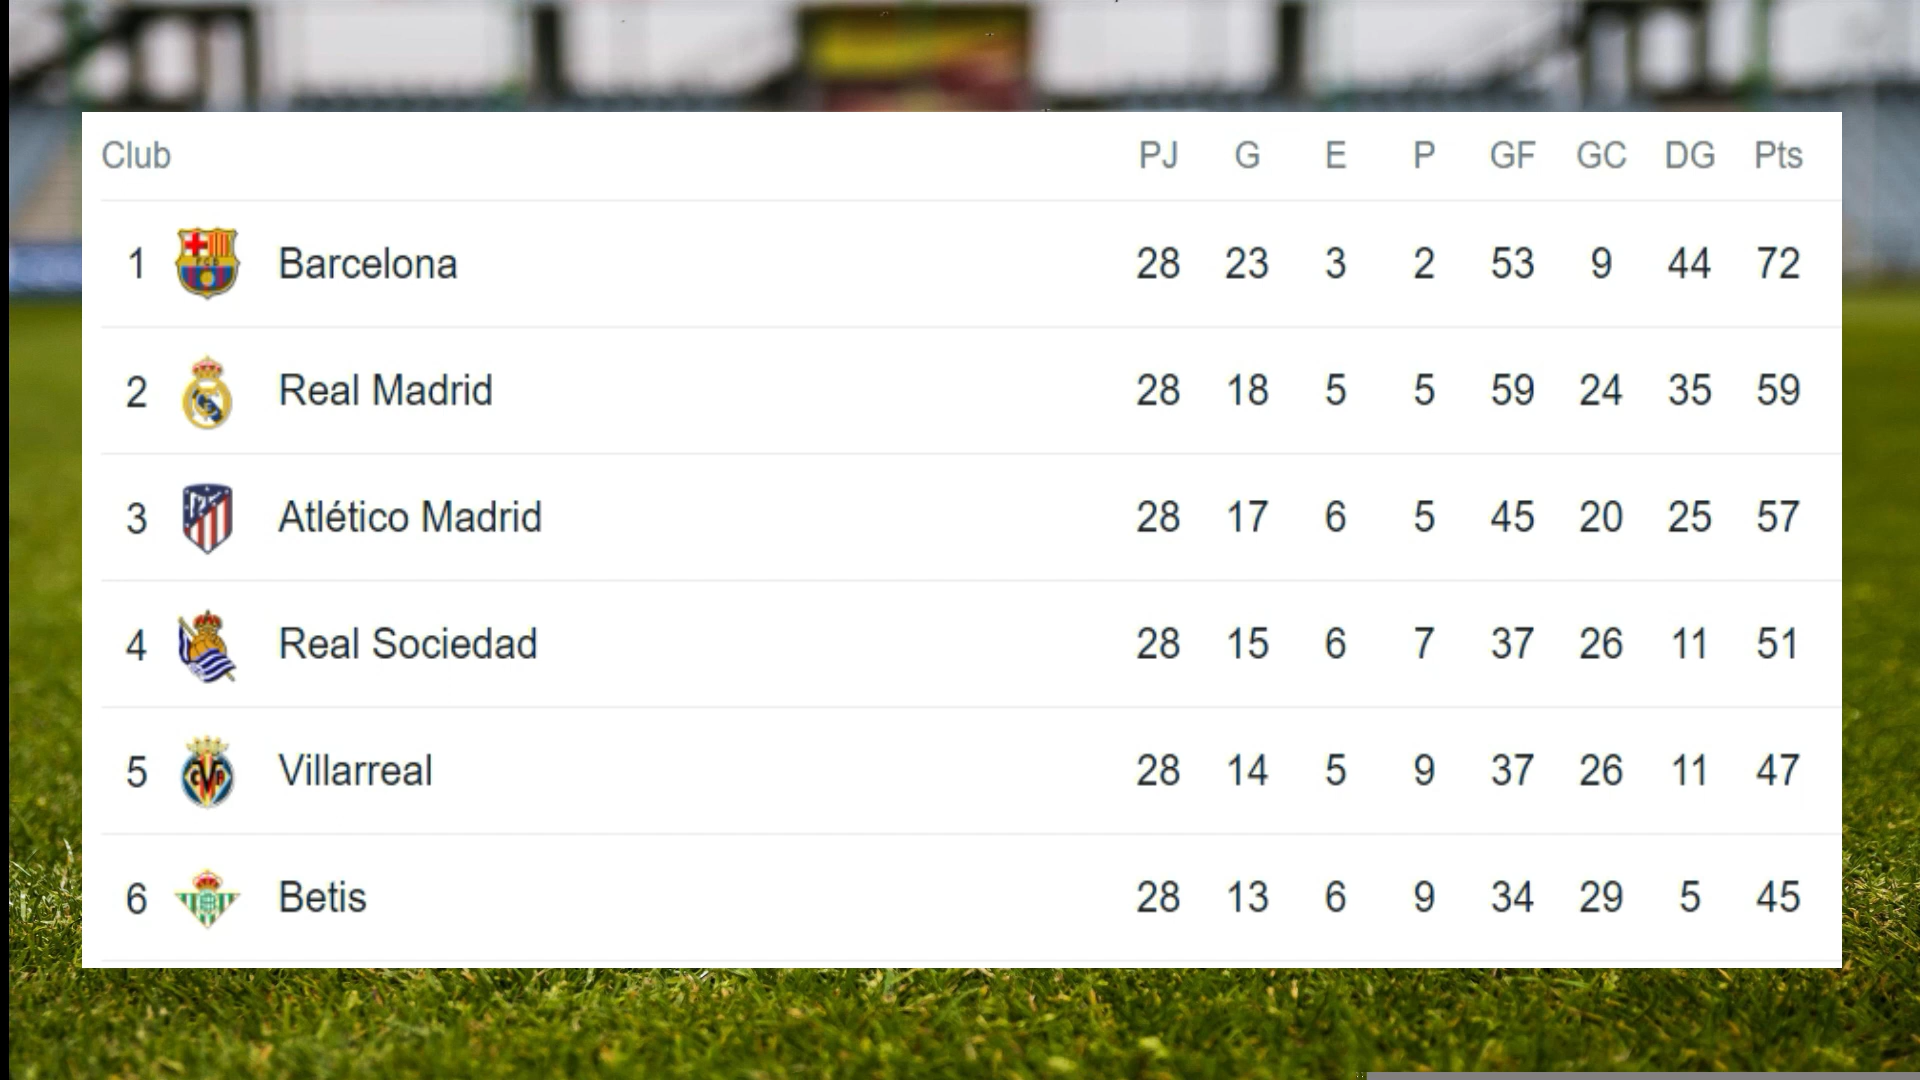 Club PJ G E P GF GC DG Pts
1 Barcelona 28 23 3 2 53 9 44 72
2 Real Madrid 28 18 5 5 59 24 35 59
3 Atlético Madrid 28 17 6 5 45 20 25 57
4 Real Sociedad 28 15 6 7 37 26 11 51
5 Villarreal 28 14 5 9 37 26 11 47
6 Betis 28 13 6 9 34 29 5 45